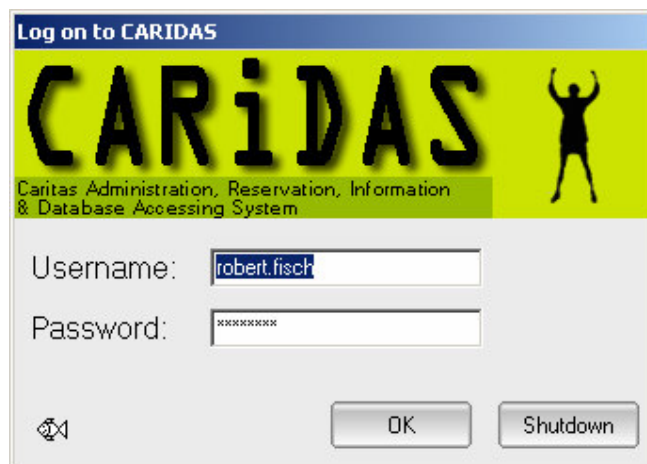 Log on to CARIDAS
CARiDAS
Caritas Administration, Reservation, Information
& Database Accessing System
Username: robert.fisch
Password: ********
OK Shutdown